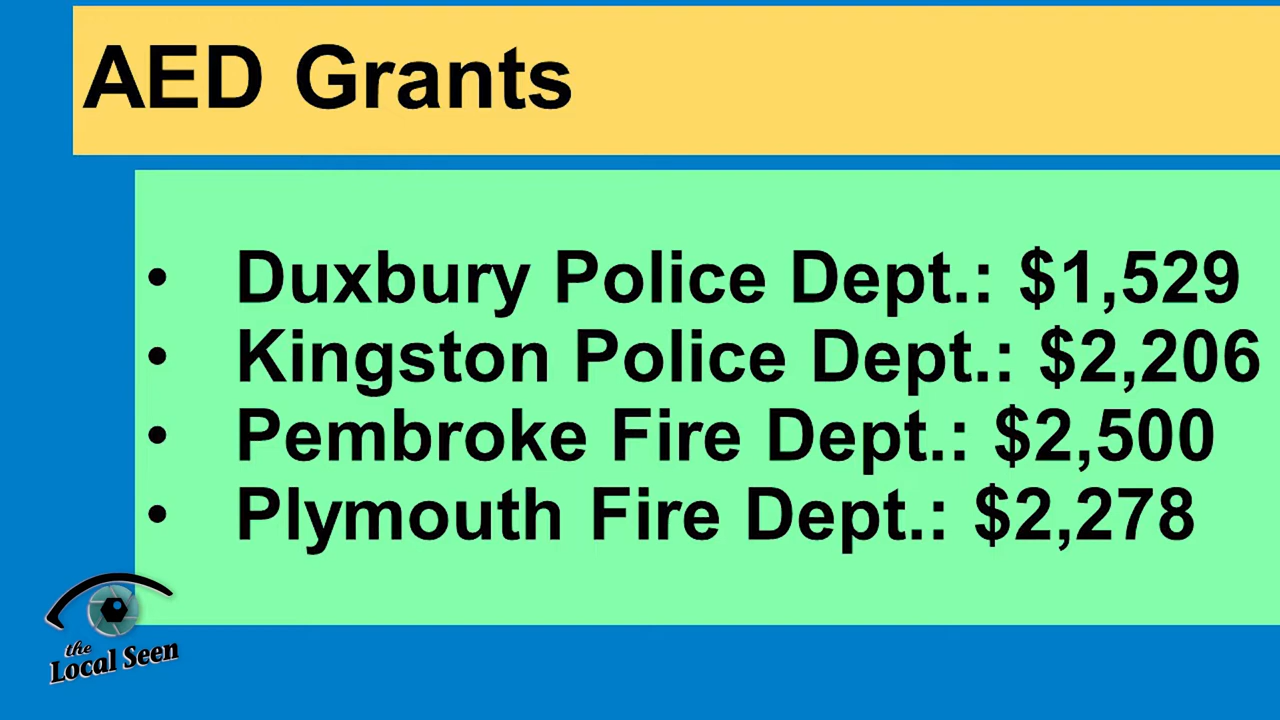 AED Grants
• Duxbury Police Dept.: $1,529
• Kingston Police Dept.: $2,206
• Pembroke Fire Dept.: $2,500
• Plymouth Fire Dept.: $2,278
the
Local Seen